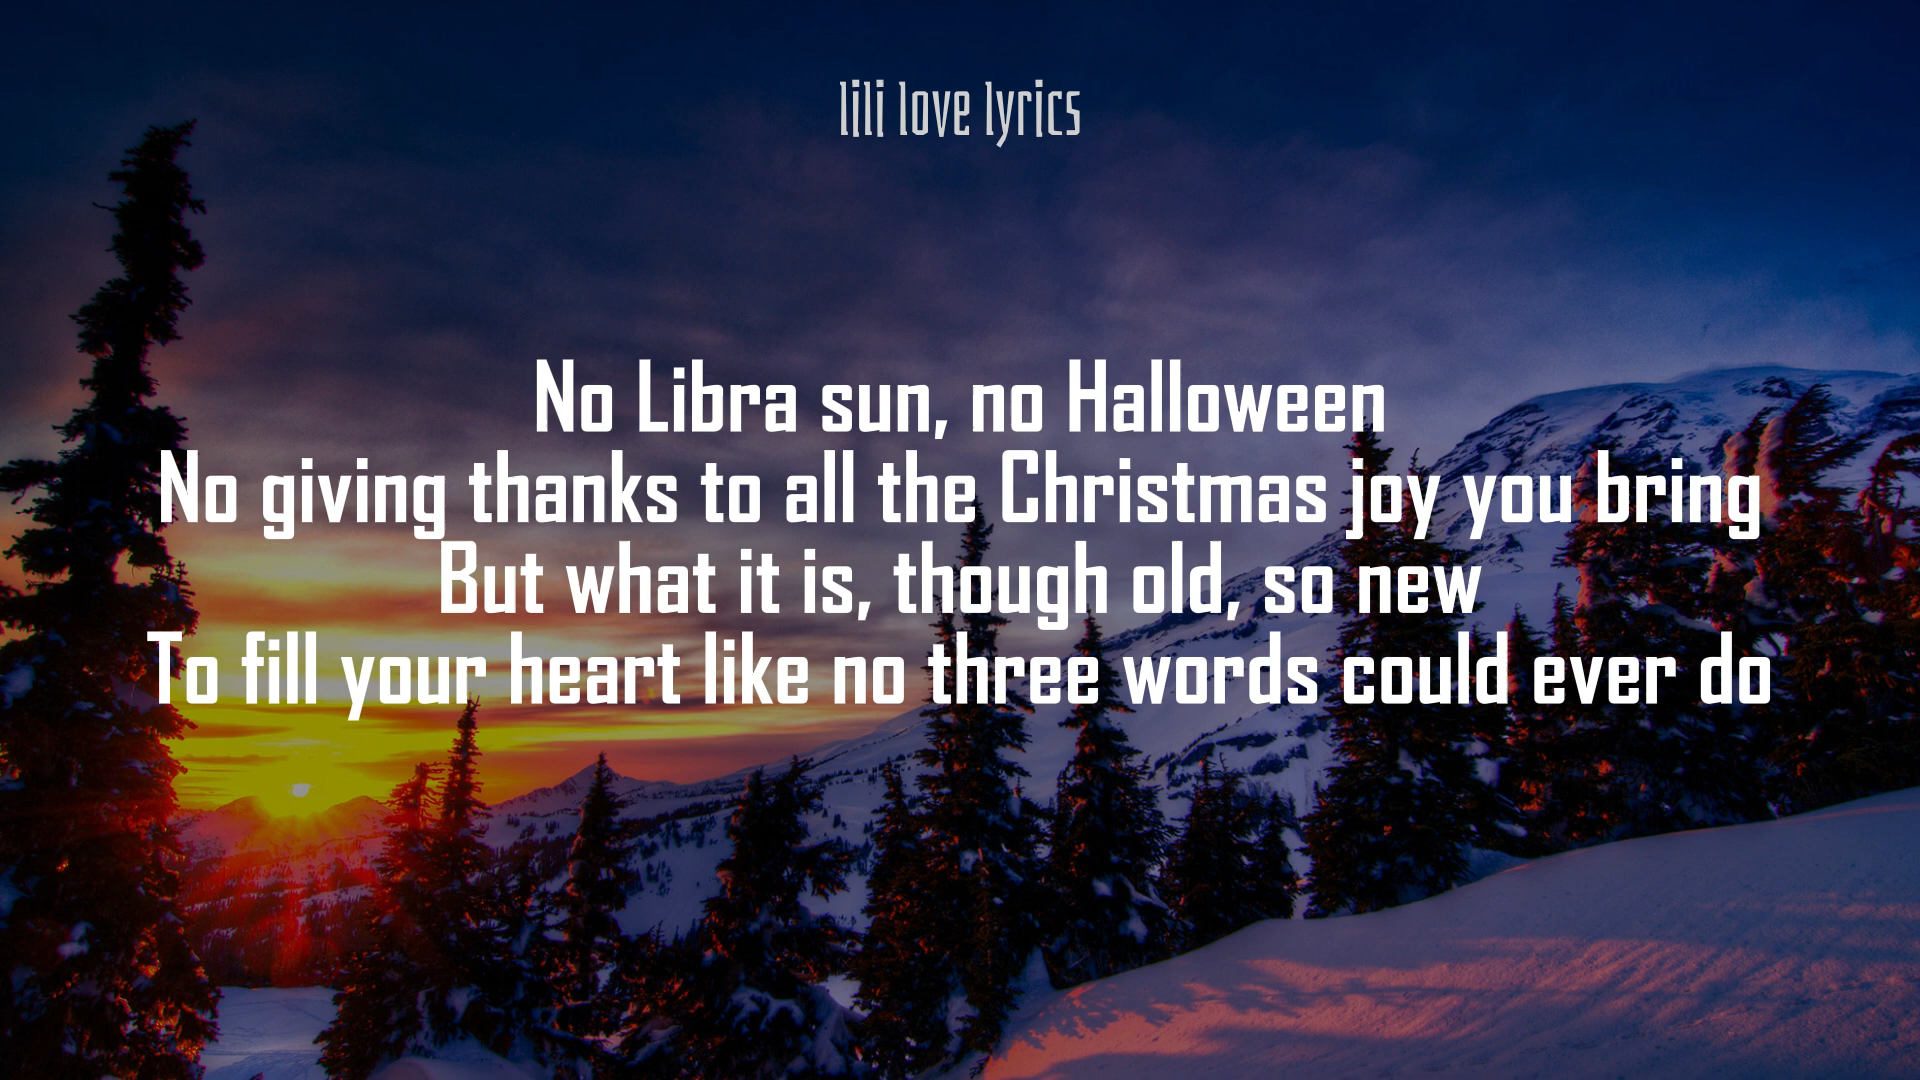 lili love lyrics
No Libra sun, no Halloween
No giving thanks to all the Christmas joy you bring
But what it is, though old, so new
To fill your heart like no three words could ever do